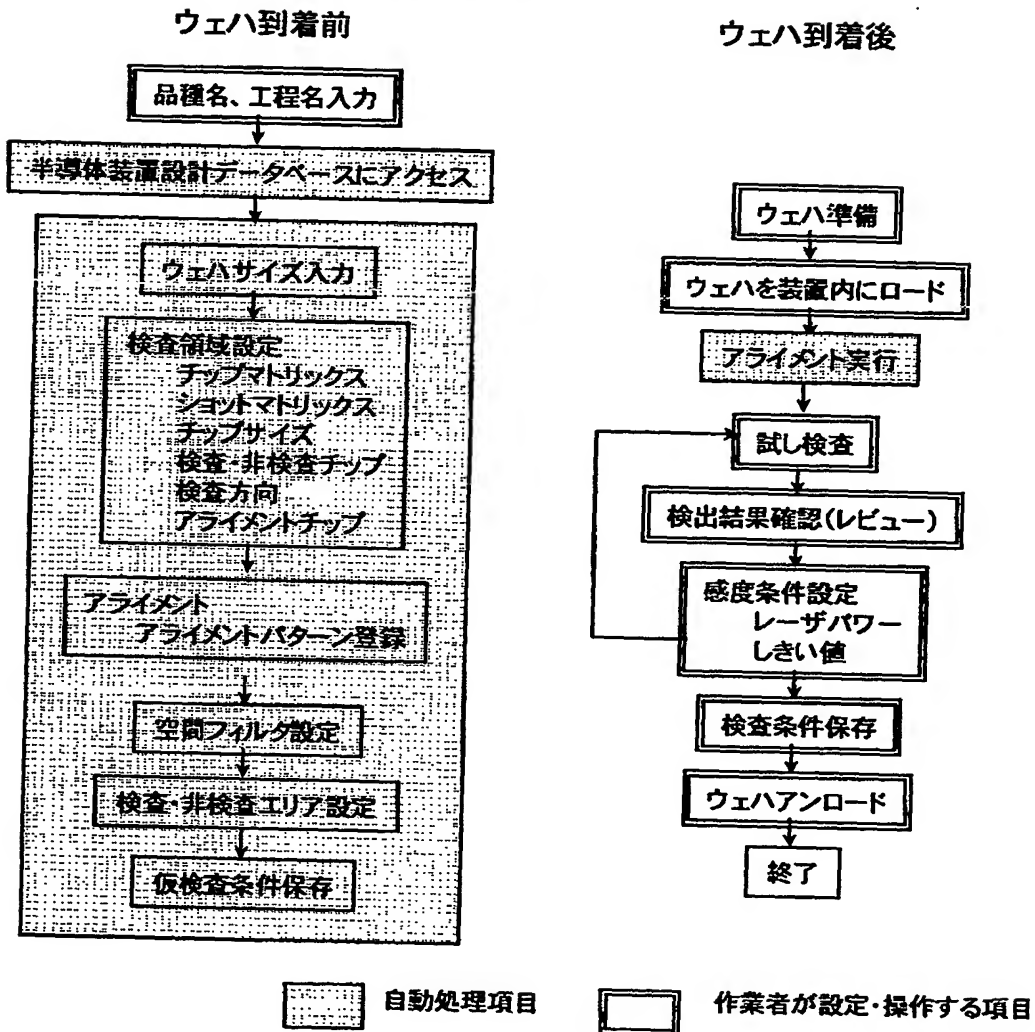 ウェハ到着前
品種名、工程名入力
半導体装置設計データベースにアクセス
ウェハサイズ入力
検査領域設定
チップマトリックス
ショットマトリックス
チップサイズ
検査・非検査チップ
検査方向
アライメントチップ
アライメント
アライメントパターン登録
空間フィルタ設定
検査・非検査エリア設定
仮検査条件保存
ウェハ到着後
ウェハ準備
ウェハを装置内にロード
アライメント実行
試し検査
検出結果確認(レビュー)
感度条件設定
レーザパワー
しきい値
検査条件保存
ウェハアンロード
終了
自動処理項目
作業者が設定・操作する項目